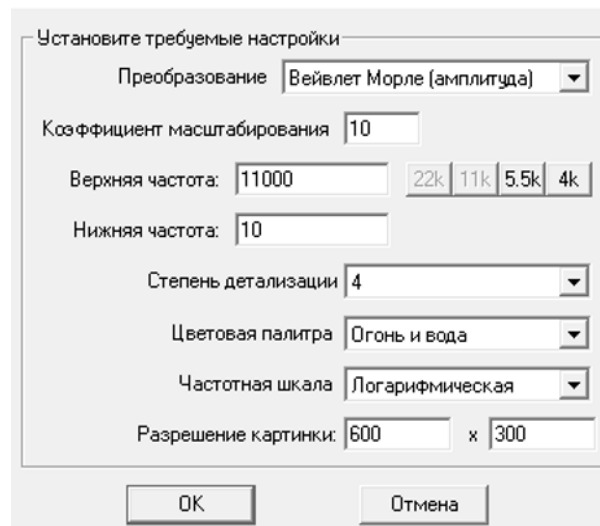 Установите требуемые настройки
Преобразование Вейвлет Морле (амплитуда)
Коэффициент масштабирования 10
Верхняя частота: 11000 22k 11k 5.5k 4k
Нижняя частота: 10
Степень детализации 4
Цветовая палитра Огонь и вода
Частотная шкала Логарифмическая
Разрешение картинки: 600 x 300
OK Отмена